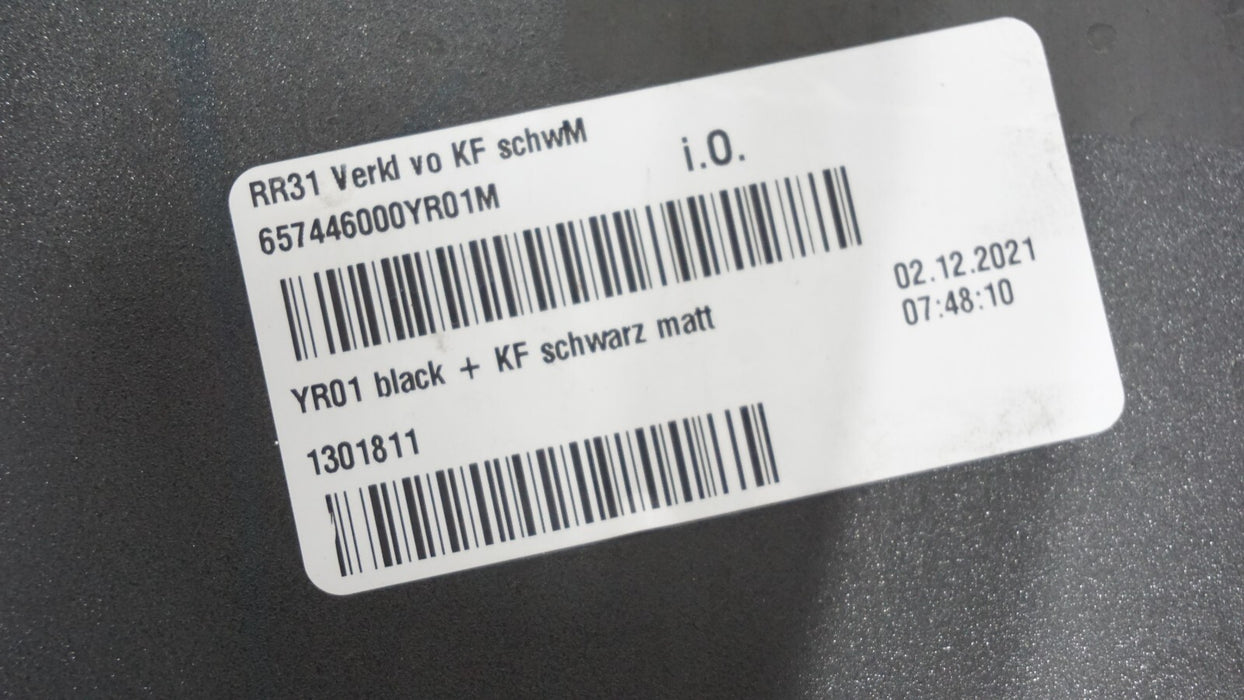 RR31 Verkl vo KF schwM
i.O.
657446000YR01M
02.12.2021
07:48:10
YR01 black + KF schwarz matt
1301811